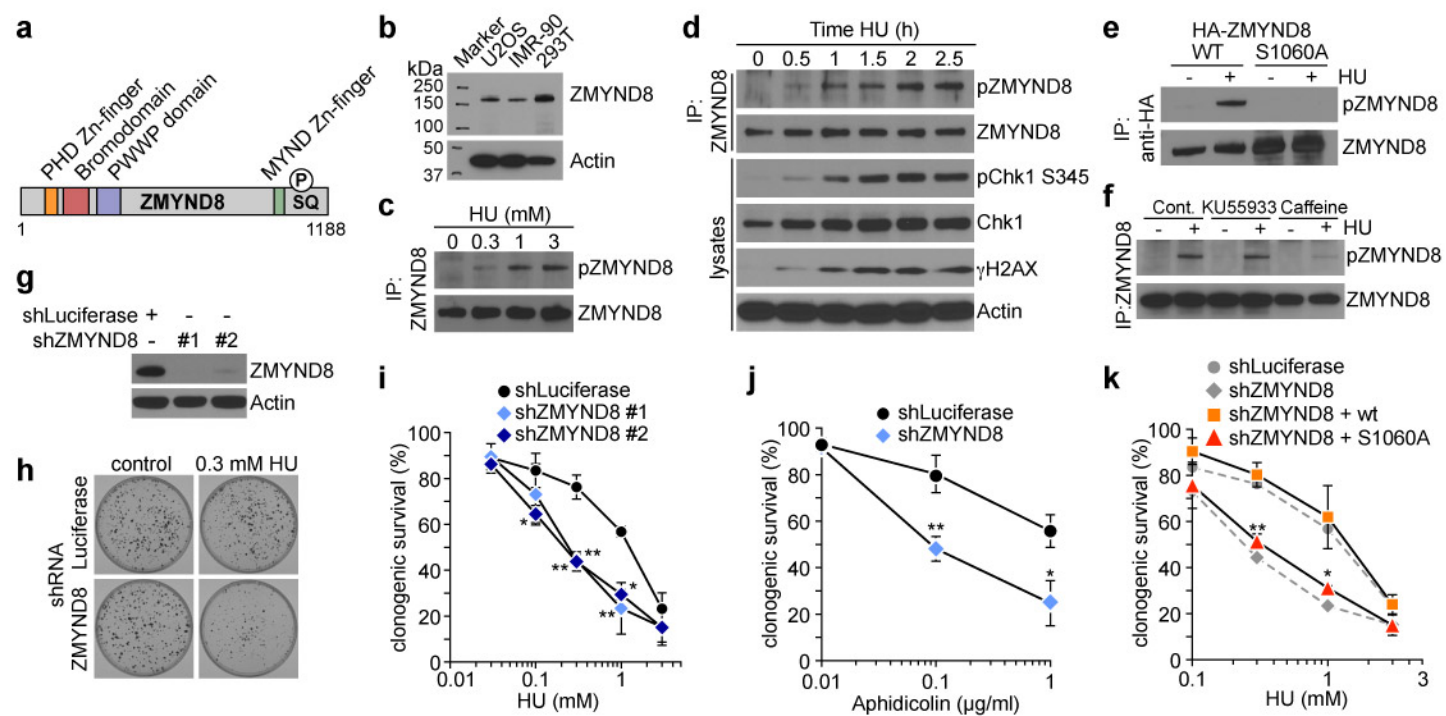 a
PHD Zn-finger
Bromodomain
PWWP domain
MYND Zn-finger
P
ZMYND8
SQ
1
1188
b
Marker
U2OS
IMR-90
293T
kDa
250
150
100
50
37
ZMYND8
Actin
c
HU (mM)
0 0.3 1 3
IP:
ZMYND8
pZMYND8
ZMYND8
d
Time HU (h)
0 0.5 1 1.5 2 2.5
IP:
ZMYND8
pZMYND8
ZMYND8
lysates
pChk1 S345
Chk1
γH2AX
Actin
e
HA-ZMYND8
WT S1060A
- + - + HU
IP:
anti-HA
pZMYND8
ZMYND8
f
Cont. KU55933 Caffeine
- + - + - + HU
IP:ZMYND8
pZMYND8
ZMYND8
g
shLuciferase + - -
shZMYND8 - #1 #2
ZMYND8
Actin
h
control 0.3 mM HU
shRNA
Luciferase
ZMYND8
i
shLuciferase
shZMYND8 #1
shZMYND8 #2
clonogenic survival (%)
100
80
60
40
20
0
* ** ** ** *
0.01 0.1 1
HU (mM)
j
shLuciferase
shZMYND8
clonogenic survival (%)
100
80
60
40
20
0
** *
0.01 0.1 1
Aphidicolin (µg/ml)
k
shLuciferase
shZMYND8
shZMYND8 + wt
shZMYND8 + S1060A
clonogenic survival (%)
100
80
60
40
20
0
** *
0.1 1 3
HU (mM)